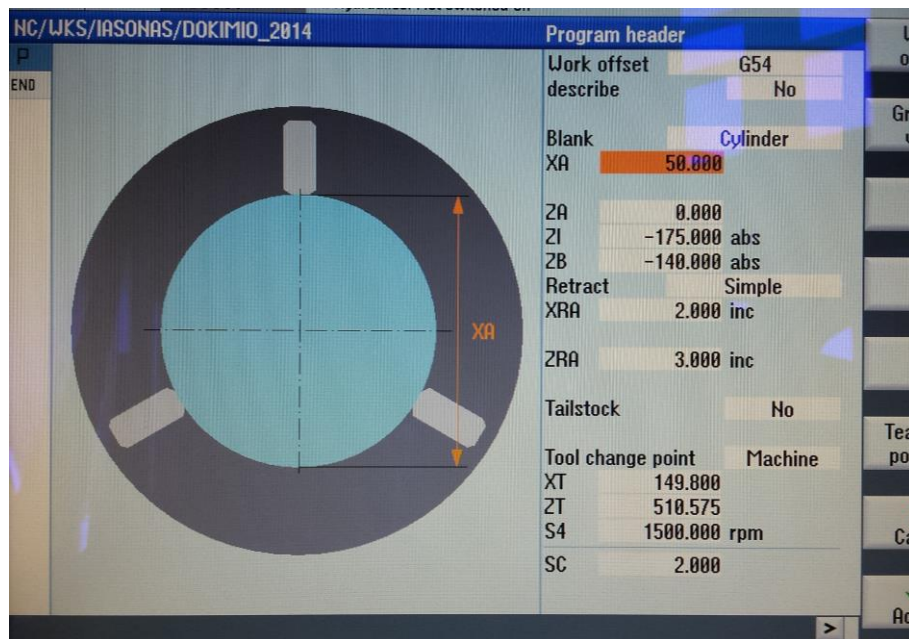 NC/WKS/IASONAS/DOKIMIO_2014
Program header
P
END
Work offset G54
describe No
Blank Cylinder
XA 50.000
ZA 0.000
ZI -175.000 abs
ZB -140.000 abs
Retract Simple
XRA 2.000 inc
ZRA 3.000 inc
Tailstock No
Tool change point Machine
XT 149.800
ZT 510.575
S4 1500.000 rpm
SC 2.000
XA
>